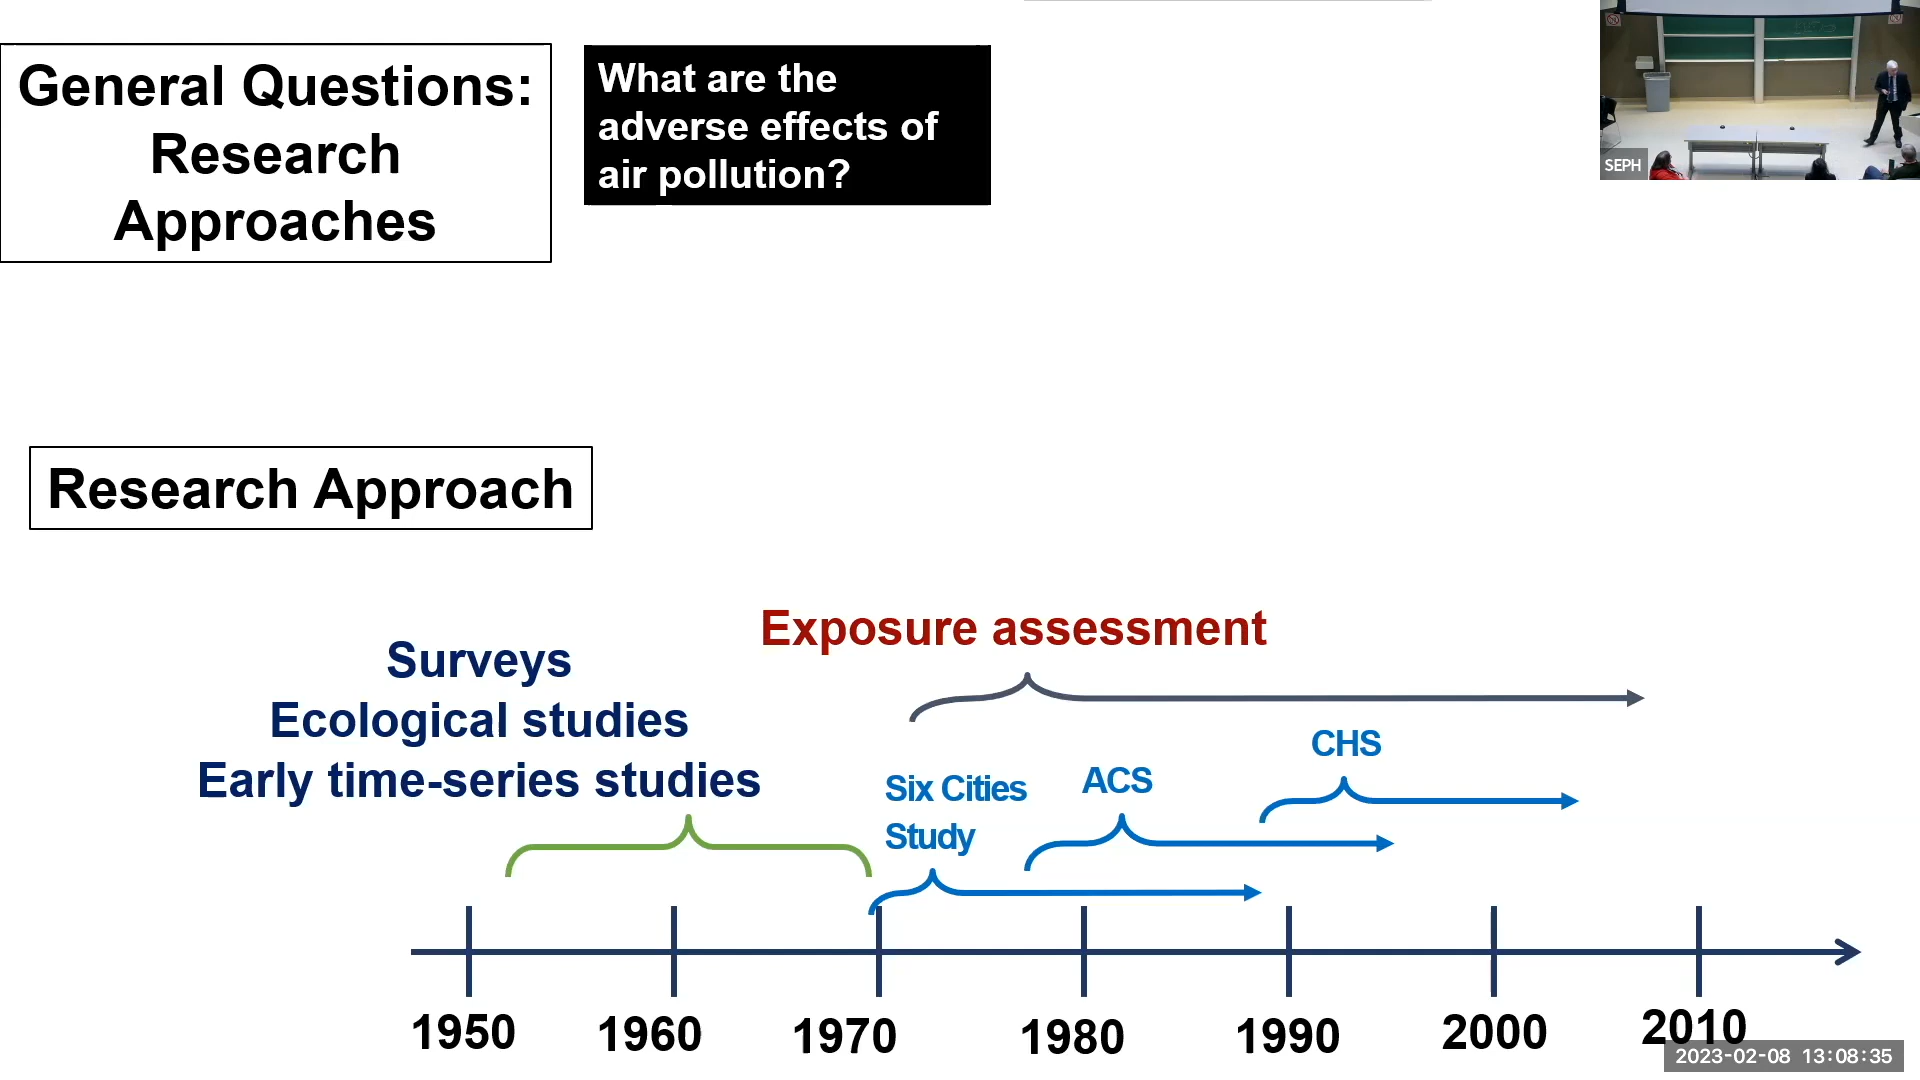 General Questions:
Research
Approaches
What are the
adverse effects of
air pollution?
SEPH
Research Approach
Exposure assessment
Surveys
Ecological studies
Early time-series studies
CHS
ACS
Six Cities
Study
1950
1960
1970
1980
1990
2000
2010
2023-02-08 13:08:35